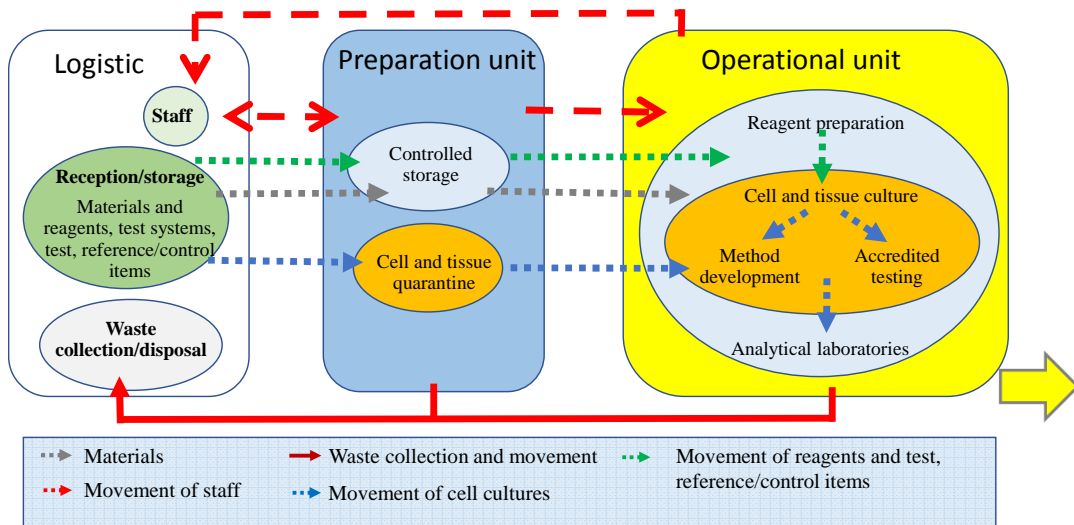 Logistic
Staff
Reception/storage
Materials and
reagents, test systems,
test, reference/control
items
Waste
collection/disposal
Preparation unit
Controlled
storage
Cell and tissue
quarantine
Operational unit
Reagent preparation
Cell and tissue culture
Method
development
Accredited
testing
Analytical laboratories
Materials
Waste collection and movement
Movement of reagents and test,
reference/control items
Movement of staff
Movement of cell cultures